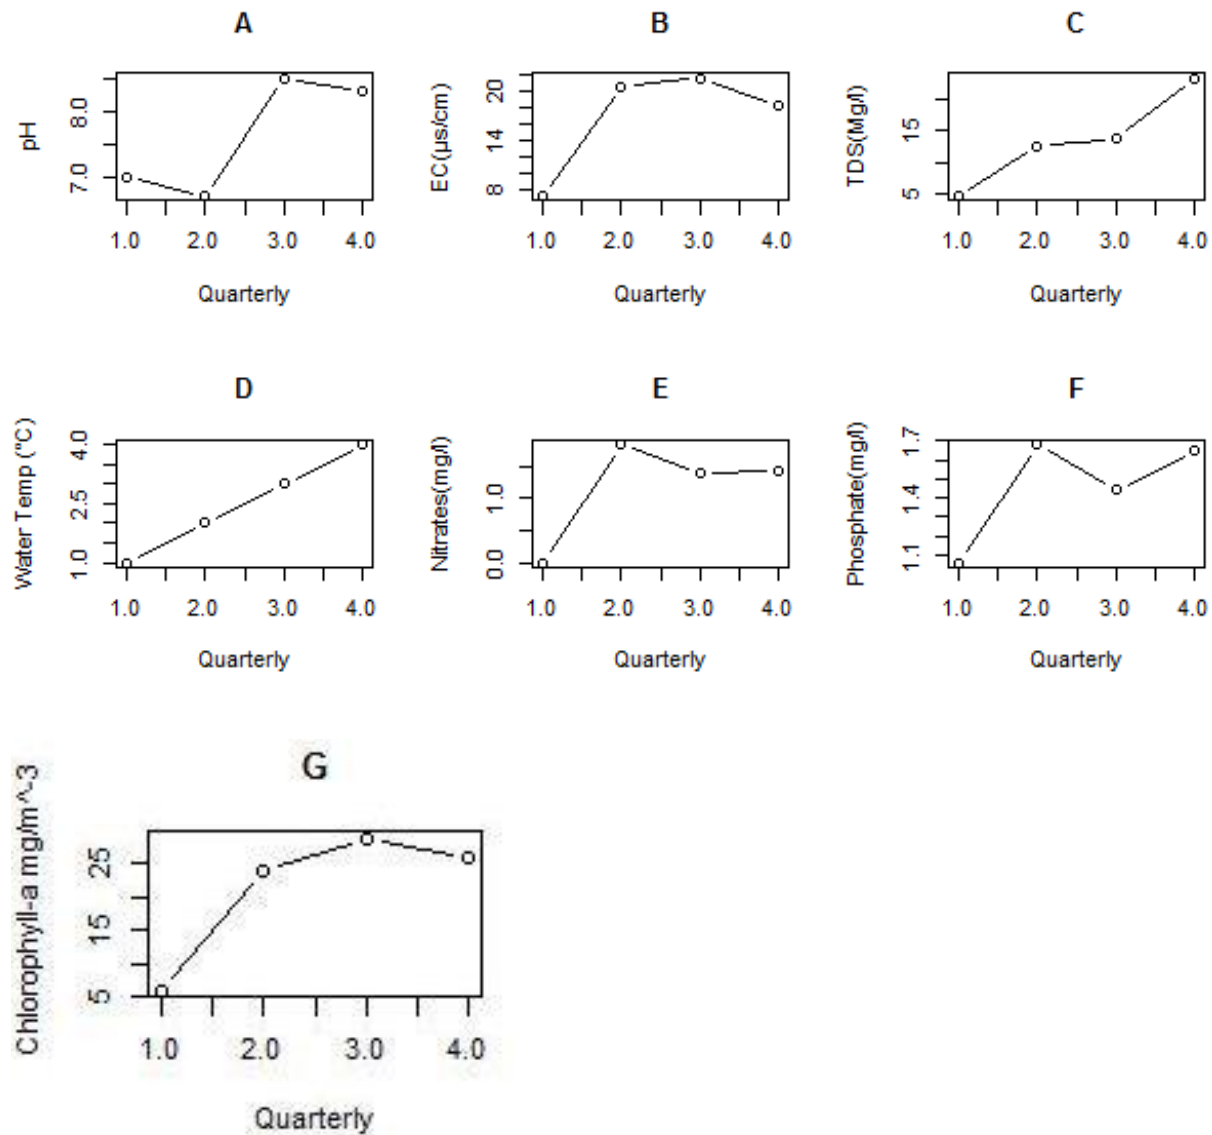 A
pH
7.0 8.0
1.0 2.0 3.0 4.0
Quarterly
B
EC(µs/cm)
8 14 20
1.0 2.0 3.0 4.0
Quarterly
C
TDS(Mg/l)
5 15
1.0 2.0 3.0 4.0
Quarterly
D
Water Temp (°C)
1.0 2.5 4.0
1.0 2.0 3.0 4.0
Quarterly
E
Nitrates(mg/l)
0.0 1.0
1.0 2.0 3.0 4.0
Quarterly
F
Phosphate(mg/l)
1.1 1.4 1.7
1.0 2.0 3.0 4.0
Quarterly
G
Chlorophyll-a mg/m^-3
5 15 25
1.0 2.0 3.0 4.0
Quarterly